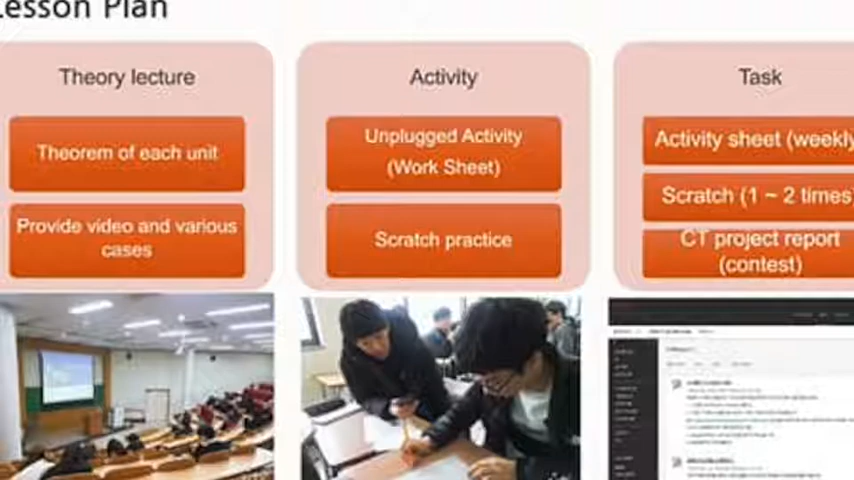 Lesson Plan
Theory lecture
Theorem of each unit
Provide video and various
cases
Activity
Unplugged Activity
(Work Sheet)
Scratch practice
Task
Activity sheet (weekly
Scratch (1 ~ 2 times)
CT project report
(contest)